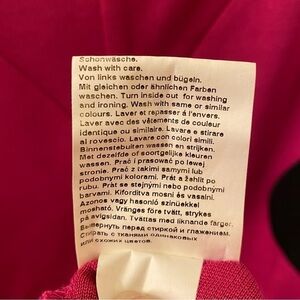 Schonwäsche.
Wash with care.
Von links waschen und bügeln.
Mit gleichen oder ähnlichen Farben
waschen. Turn inside out for washing
and ironing. Wash with same or similar
colours. Laver et repasser à l'envers.
Laver avec des vêtements de couleur
identique ou similaire. Lavare e stirare
al rovescio. Lavare con colori simili.
Binnenstebuiten wassen en strijken.
Met dezelfde of soortgelijke kleuren
wassen. Prać i prasować po lewej
stronie. Prać z takimi samymi lub
podobnymi kolorami. Prát a žehlit po
rubu. Prát se stejnými nebo podobnými
barvami. Kifordítva mosni és vasalni.
Azonos vagy hasonló színüekkel
mosható. Vränges före tvätt, strykas
på avigsidan. Tvättas med liknande färger.
Вывернуть перед стиркой и глажением.
Стирать с тканями одинаковых
или схожих цветов.